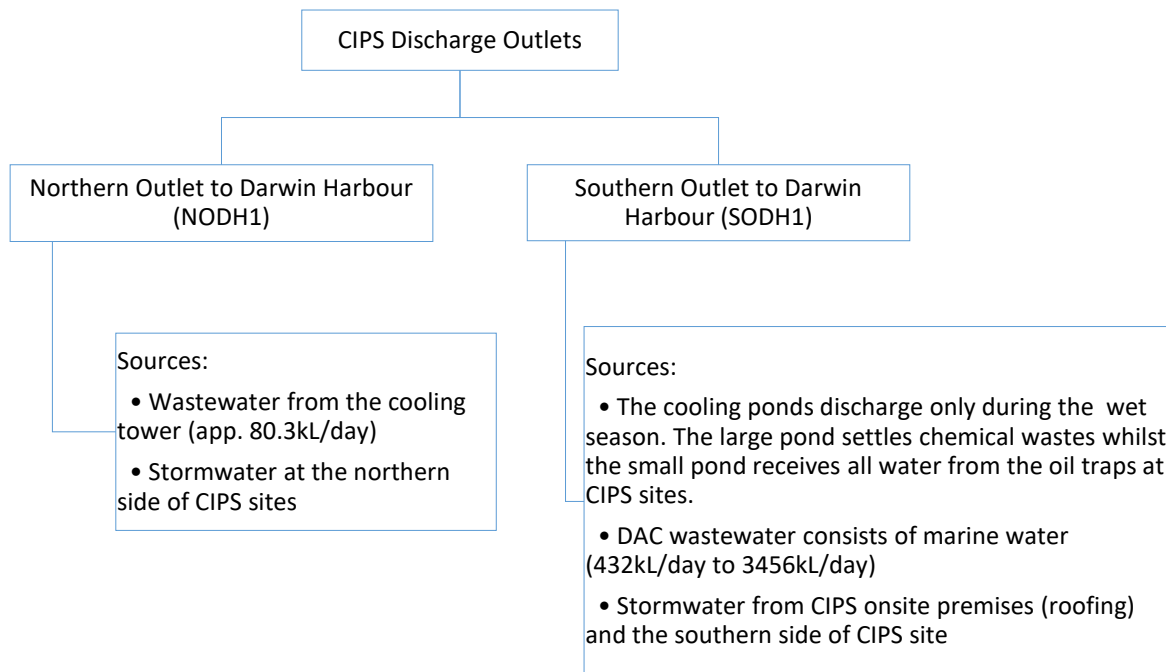 CIPS Discharge Outlets
Northern Outlet to Darwin Harbour
(NODH1)
Southern Outlet to Darwin
Harbour (SODH1)
Sources:
• Wastewater from the cooling
tower (app. 80.3kL/day)
• Stormwater at the northern
side of CIPS sites
Sources:
• The cooling ponds discharge only during the wet
season. The large pond settles chemical wastes whilst
the small pond receives all water from the oil traps at
CIPS sites.
• DAC wastewater consists of marine water
(432kL/day to 3456kL/day)
• Stormwater from CIPS onsite premises (roofing)
and the southern side of CIPS site